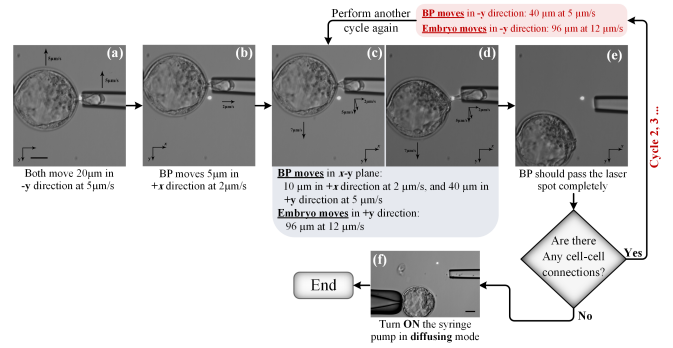 Perform another
cycle again
BP moves in -y direction: 40 µm at 5 µm/s
Embryo moves in -y direction: 96 µm at 12 µm/s
(a)
(b)
(c)
(d)
(e)
5µm/s
5µm/s
2µm/s
x
y
Both move 20µm in
-y direction at 5µm/s
BP moves 5µm in
+x direction at 2µm/s
BP moves in x-y plane:
10 µm in +x direction at 2 µm/s, and 40 µm in
+y direction at 5 µm/s
Embryo moves in +y direction:
96 µm at 12 µm/s
BP should pass the laser
spot completely
Cycle 2, 3 ...
Are there
Any cell-cell
connections?
Yes
No
(f)
End
Turn ON the syringe
pump in diffusing mode